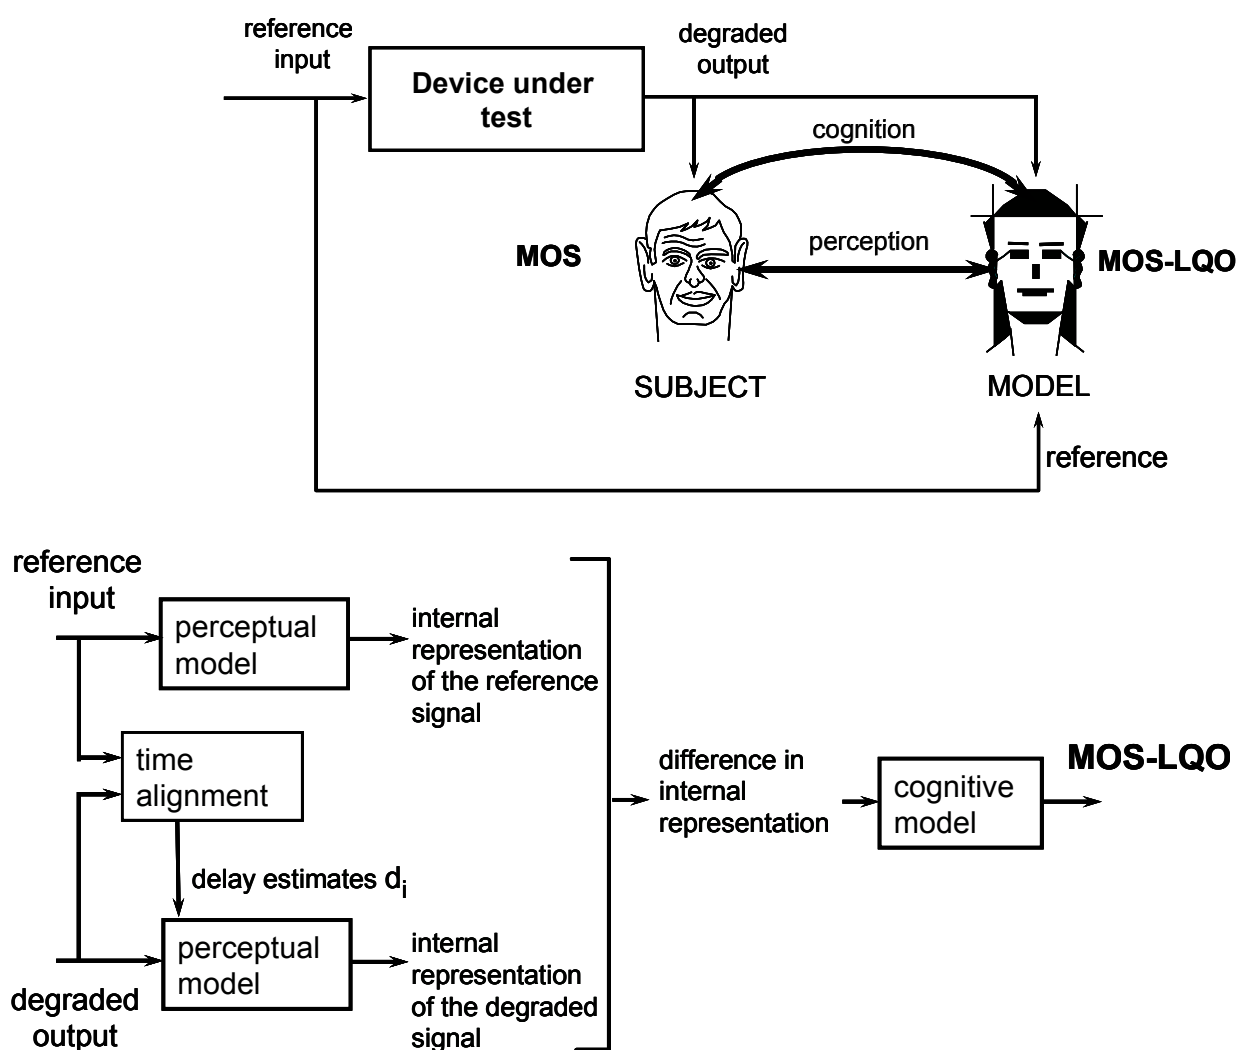 reference
input
Device under
test
degraded
output
cognition
perception
MOS
MOS-LQO
SUBJECT
MODEL
reference
reference
input
perceptual
model
internal
representation
of the reference
signal
time
alignment
delay estimates di
perceptual
model
degraded
output
internal
representation
of the degraded
signal
difference in
internal
representation
cognitive
model
MOS-LQO